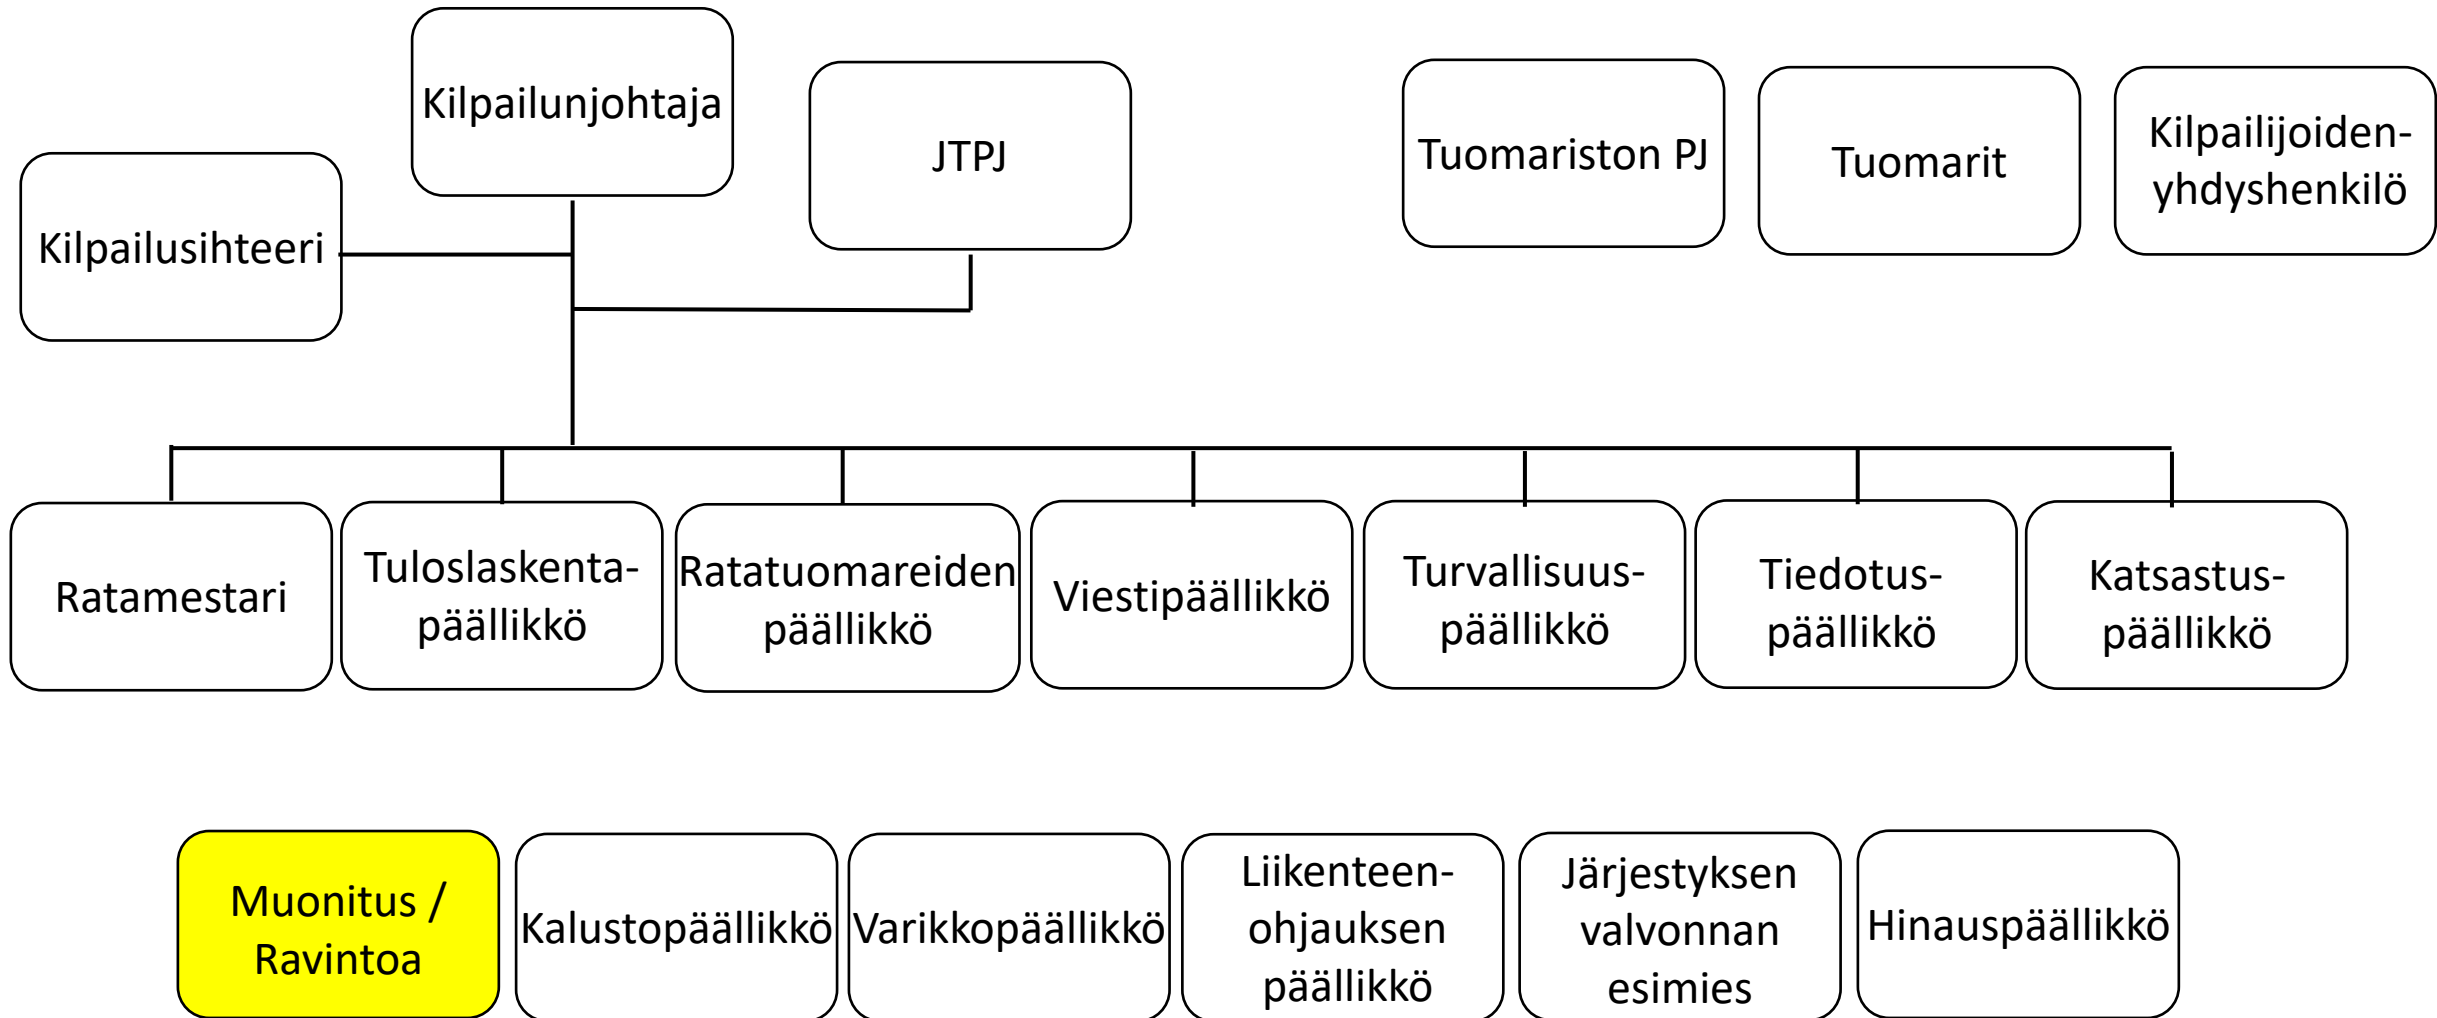 Kilpailunjohtaja
JTPJ
Tuomariston PJ
Tuomarit
Kilpailijoiden-
yhdyshenkilö
Kilpailusihteeri
Ratamestari
Tuloslaskenta-
päällikkö
Ratatuomareiden
päällikkö
Viestipäällikkö
Turvallisuus-
päällikkö
Tiedotus-
päällikkö
Katsastus-
päällikkö
Muonitus /
Ravintoa
Kalustopäällikkö
Varikkopäällikkö
Liikenteen-
ohjauksen
päällikkö
Järjestyksen
valvonnan
esimies
Hinauspäällikkö